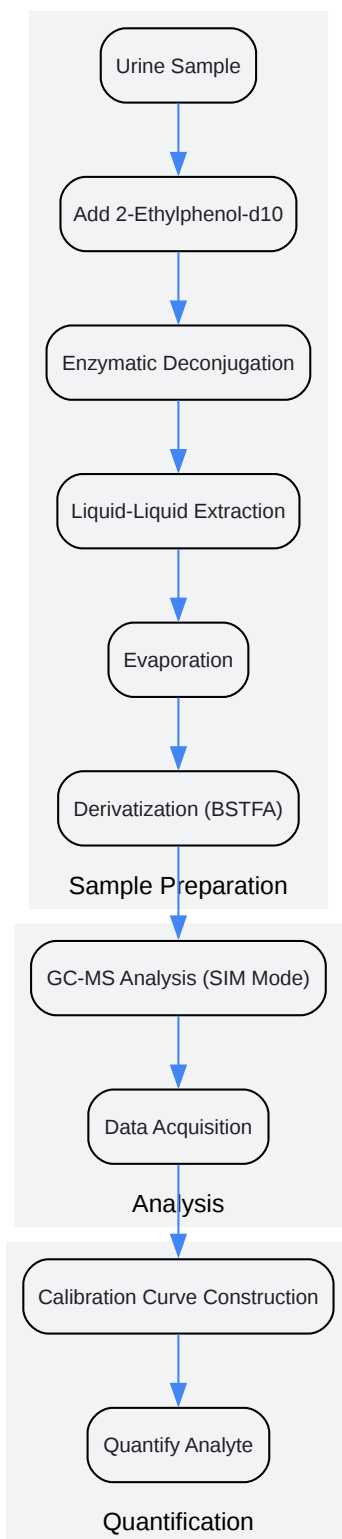 Urine Sample
Add 2-Ethylphenol-d10
Enzymatic Deconjugation
Liquid-Liquid Extraction
Evaporation
Derivatization (BSTFA)
Sample Preparation
GC-MS Analysis (SIM Mode)
Data Acquisition
Analysis
Calibration Curve Construction
Quantify Analyte
Quantification